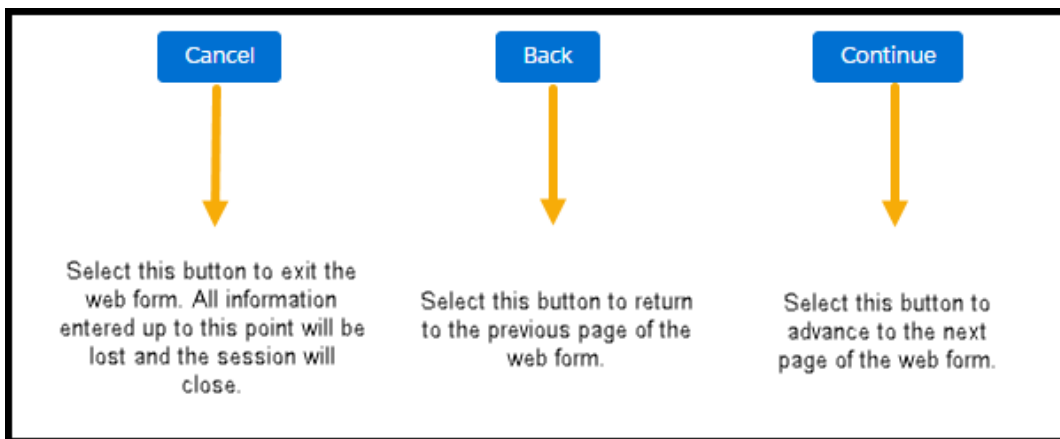 Cancel
Back
Continue
Select this button to exit the
web form. All information
entered up to this point will be
lost and the session will
close.
Select this button to return
to the previous page of the
web form.
Select this button to
advance to the next
page of the web form.